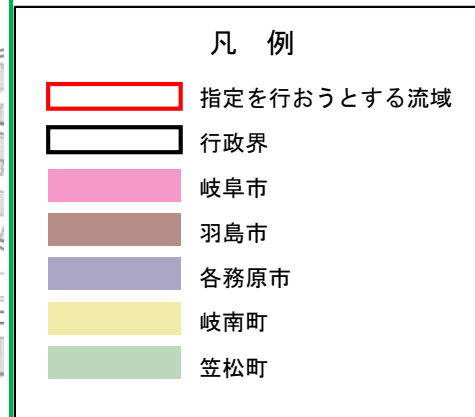 凡　例
指定を行おうとする流域
行政界
岐阜市
羽島市
各務原市
岐南町
笠松町